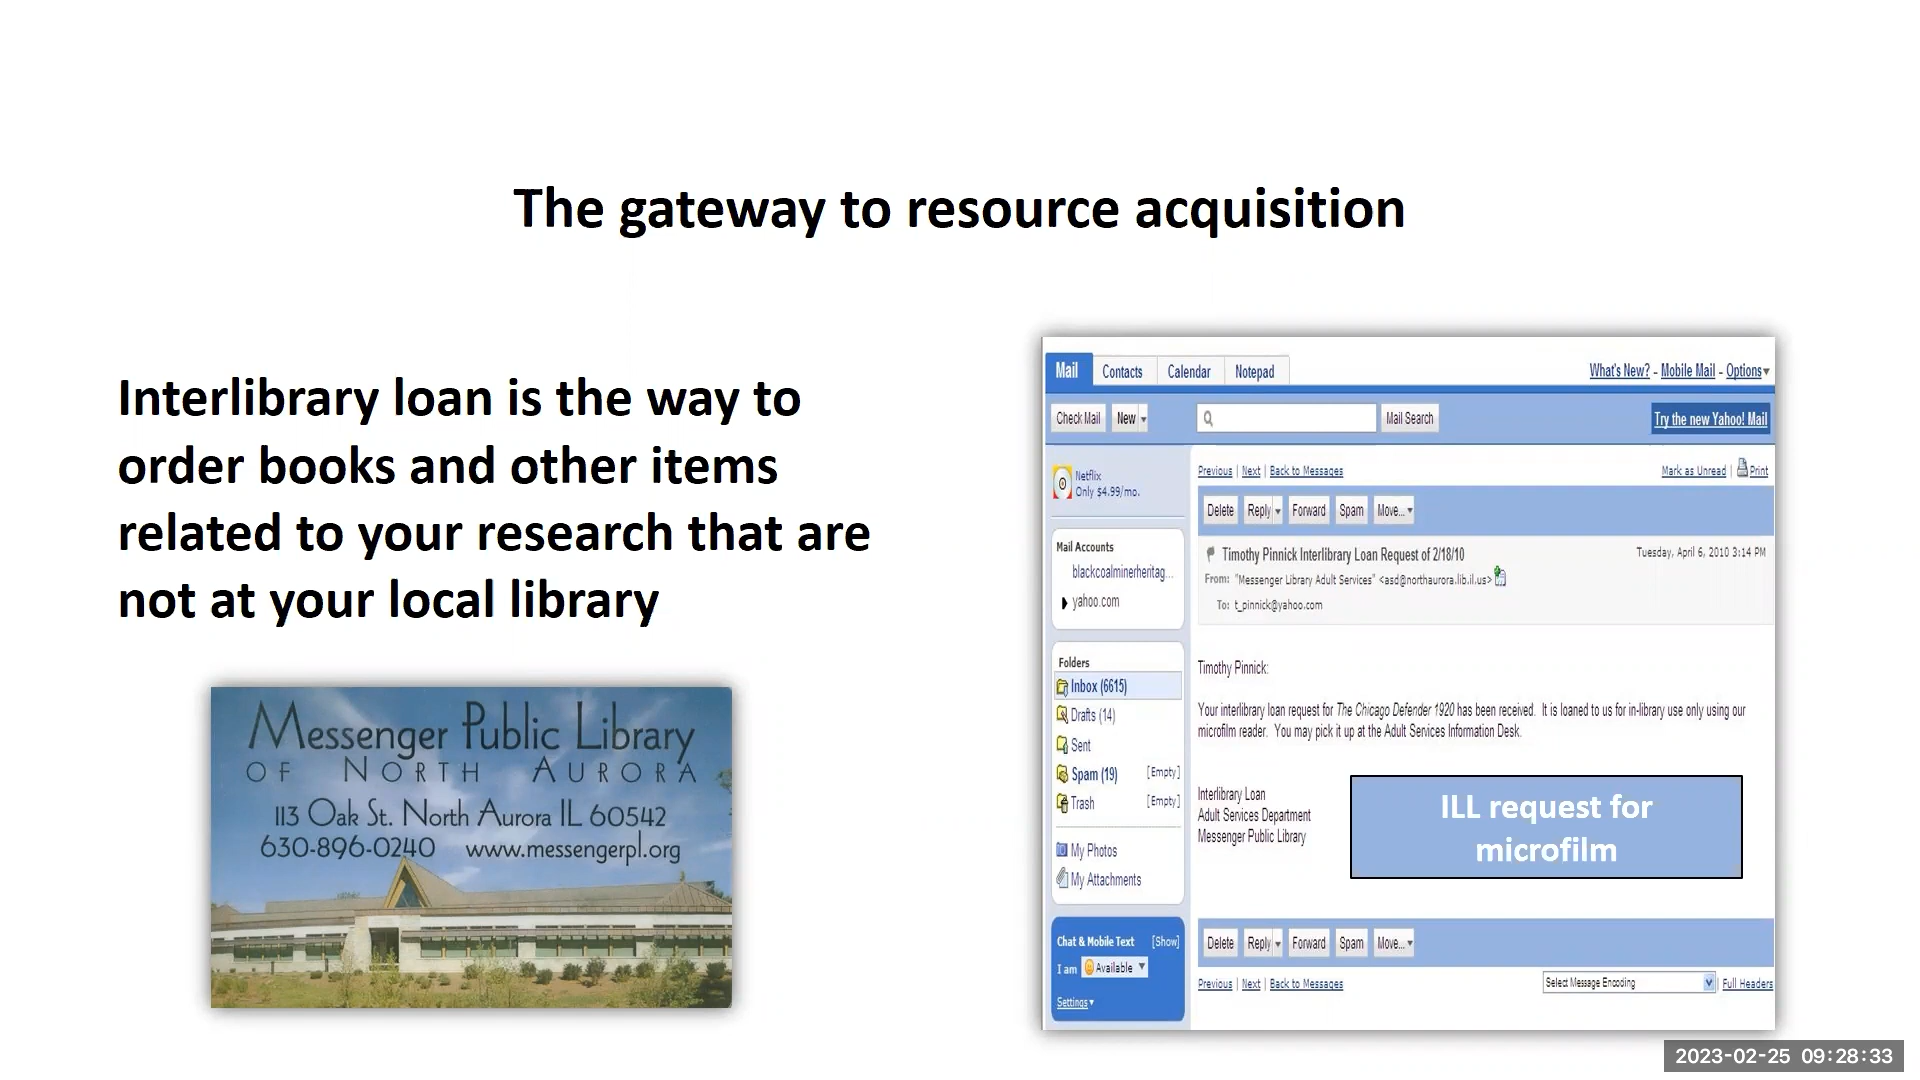 The gateway to resource acquisition
Interlibrary loan is the way to
order books and other items
related to your research that are
not at your local library
Messenger Public Library
OF NORTH AURORA
113 Oak St. North Aurora IL 60542
630-896-0240 www.messengerpl.org
Mail Contacts Calendar Notepad
What's New? - Mobile Mail - Options
Check Mail New Mail Search Try the new Yahoo! Mail
Netflix
Only $4.99/mo.
Previous | Next | Back to Messages Mark as Unread | Print
Delete Reply Forward Spam Move...
Mail Accounts
blackcoalminerheritag...
yahoo.com
Timothy Pinnick Interlibrary Loan Request of 2/18/10 Tuesday, April 6, 2010 3:14 PM
From: "Messenger Library Adult Services" <asd@northaurora.lib.il.us>
To: t_pinnick@yahoo.com
Folders
Inbox (6615)
Drafts (14)
Sent
Spam (19) [Empty]
Trash [Empty]
My Photos
My Attachments
Timothy Pinnick:
Your interlibrary loan request for The Chicago Defender 1920 has been received. It is loaned to us for in-library use only using our
microfilm reader. You may pick it up at the Adult Services Information Desk.
Interlibrary Loan
Adult Services Department
Messenger Public Library
ILL request for
microfilm
Chat & Mobile Text [Show]
I am Available
Settings
Delete Reply Forward Spam Move...
Previous | Next | Back to Messages Select Message Encoding | Full Headers
2023-02-25 09:28:33